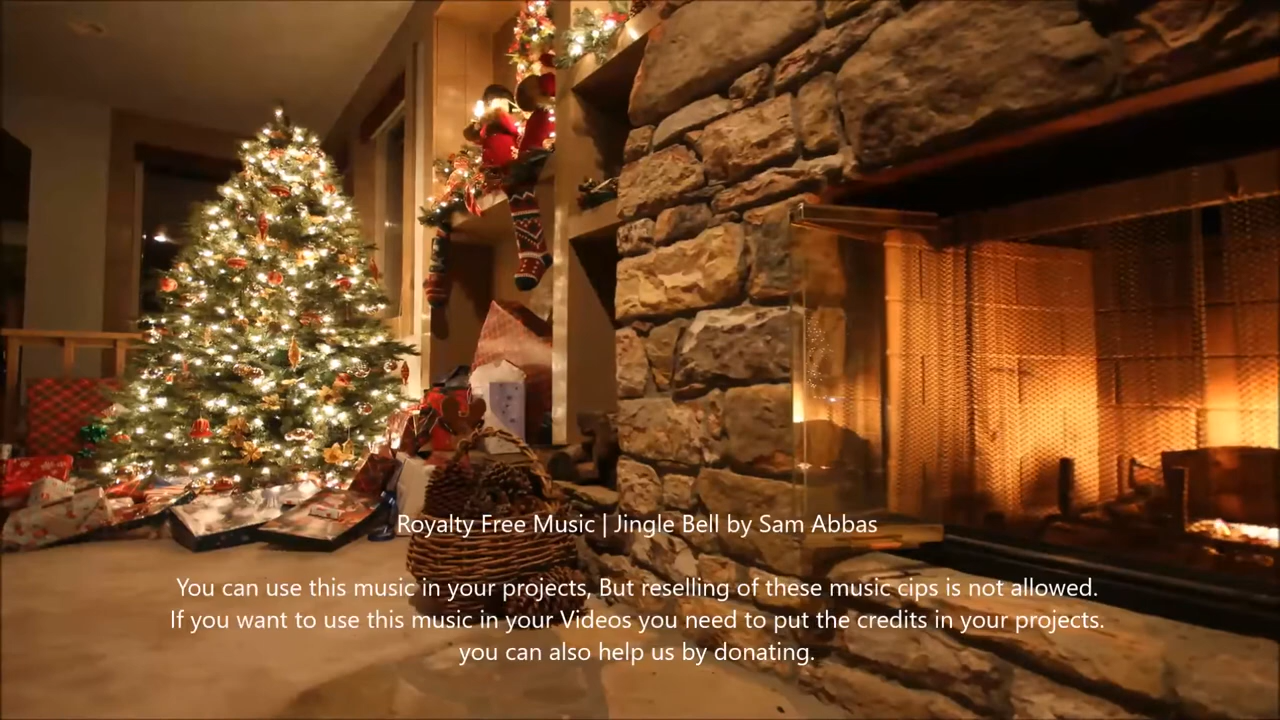 Royalty Free Music | Jingle Bell by Sam Abbas
You can use this music in your projects, But reselling of these music cips is not allowed.
If you want to use this music in your Videos you need to put the credits in your projects.
you can also help us by donating.